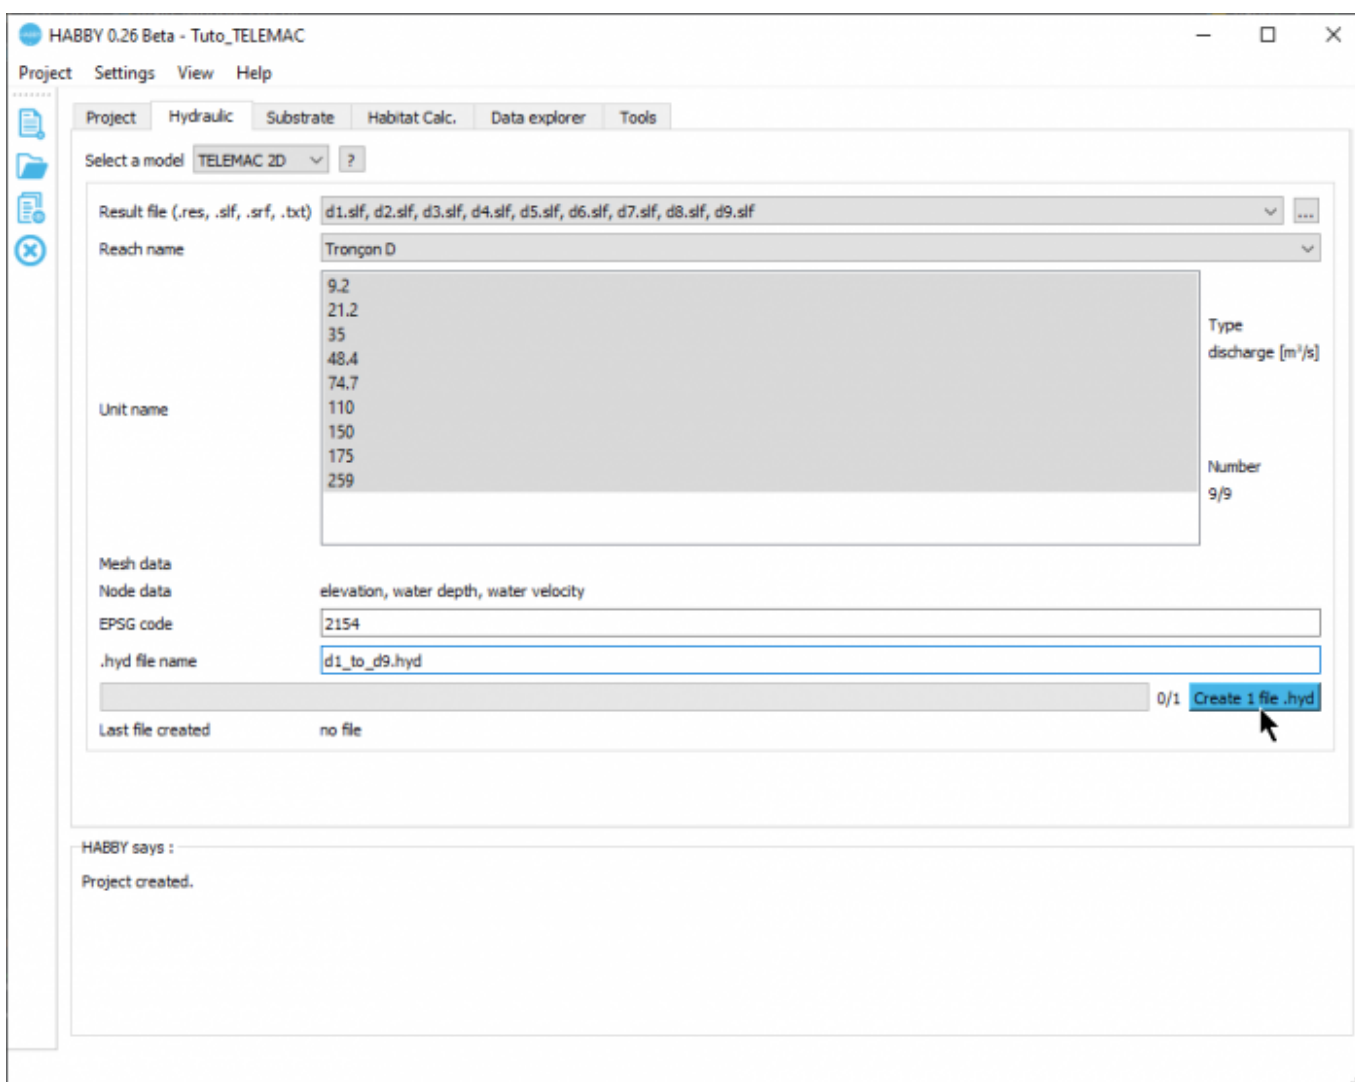 HABBY 0.26 Beta - Tuto_TELEMAC
Project Settings View Help
Project Hydraulic Substrate Habitat Calc. Data explorer Tools
Select a model TELEMAC 2D ?
Result file (.res, .slf, .srf, .txt) d1.slf, d2.slf, d3.slf, d4.slf, d5.slf, d6.slf, d7.slf, d8.slf, d9.slf ...
Reach name Tronçon D
9.2
21.2
35
48.4
74.7
110
150
175
259
Unit name
Type
discharge [m³/s]
Number
9/9
Mesh data
Node data elevation, water depth, water velocity
EPSG code 2154
.hyd file name d1_to_d9.hyd
0/1 Create 1 file .hyd
Last file created no file
HABBY says :
Project created.